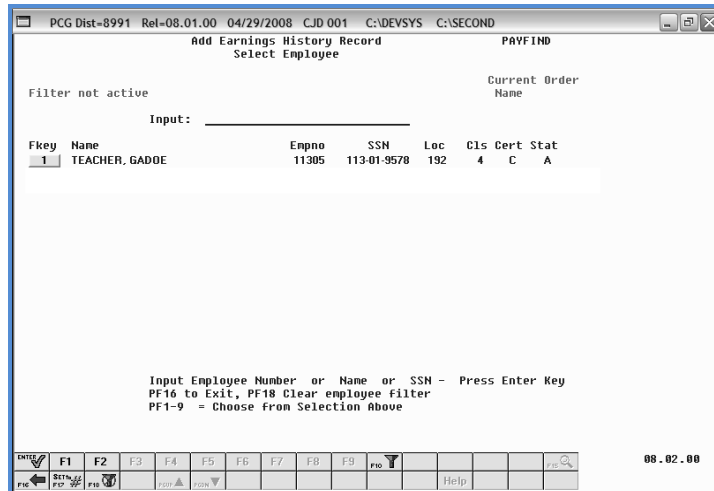 PCG Dist=8991 Rel=08.01.00 04/29/2008 CJD 001 C:\DEVSYS C:\SECOND
Add Earnings History Record PAYFIND
Select Employee
Current Order
Filter not active Name
Input:
Fkey Name Empno SSN Loc Cls Cert Stat
1 TEACHER, GADOE 11305 113-01-9578 192 4 C A
Input Employee Number or Name or SSN - Press Enter Key
PF16 to Exit, PF18 Clear employee filter
PF1-9 = Choose from Selection Above
ENTER F1 F2 F3 F4 F5 F6 F7 F8 F9 F10 F15 08.02.00
F16 F17 F18 PGUP PGDN Help